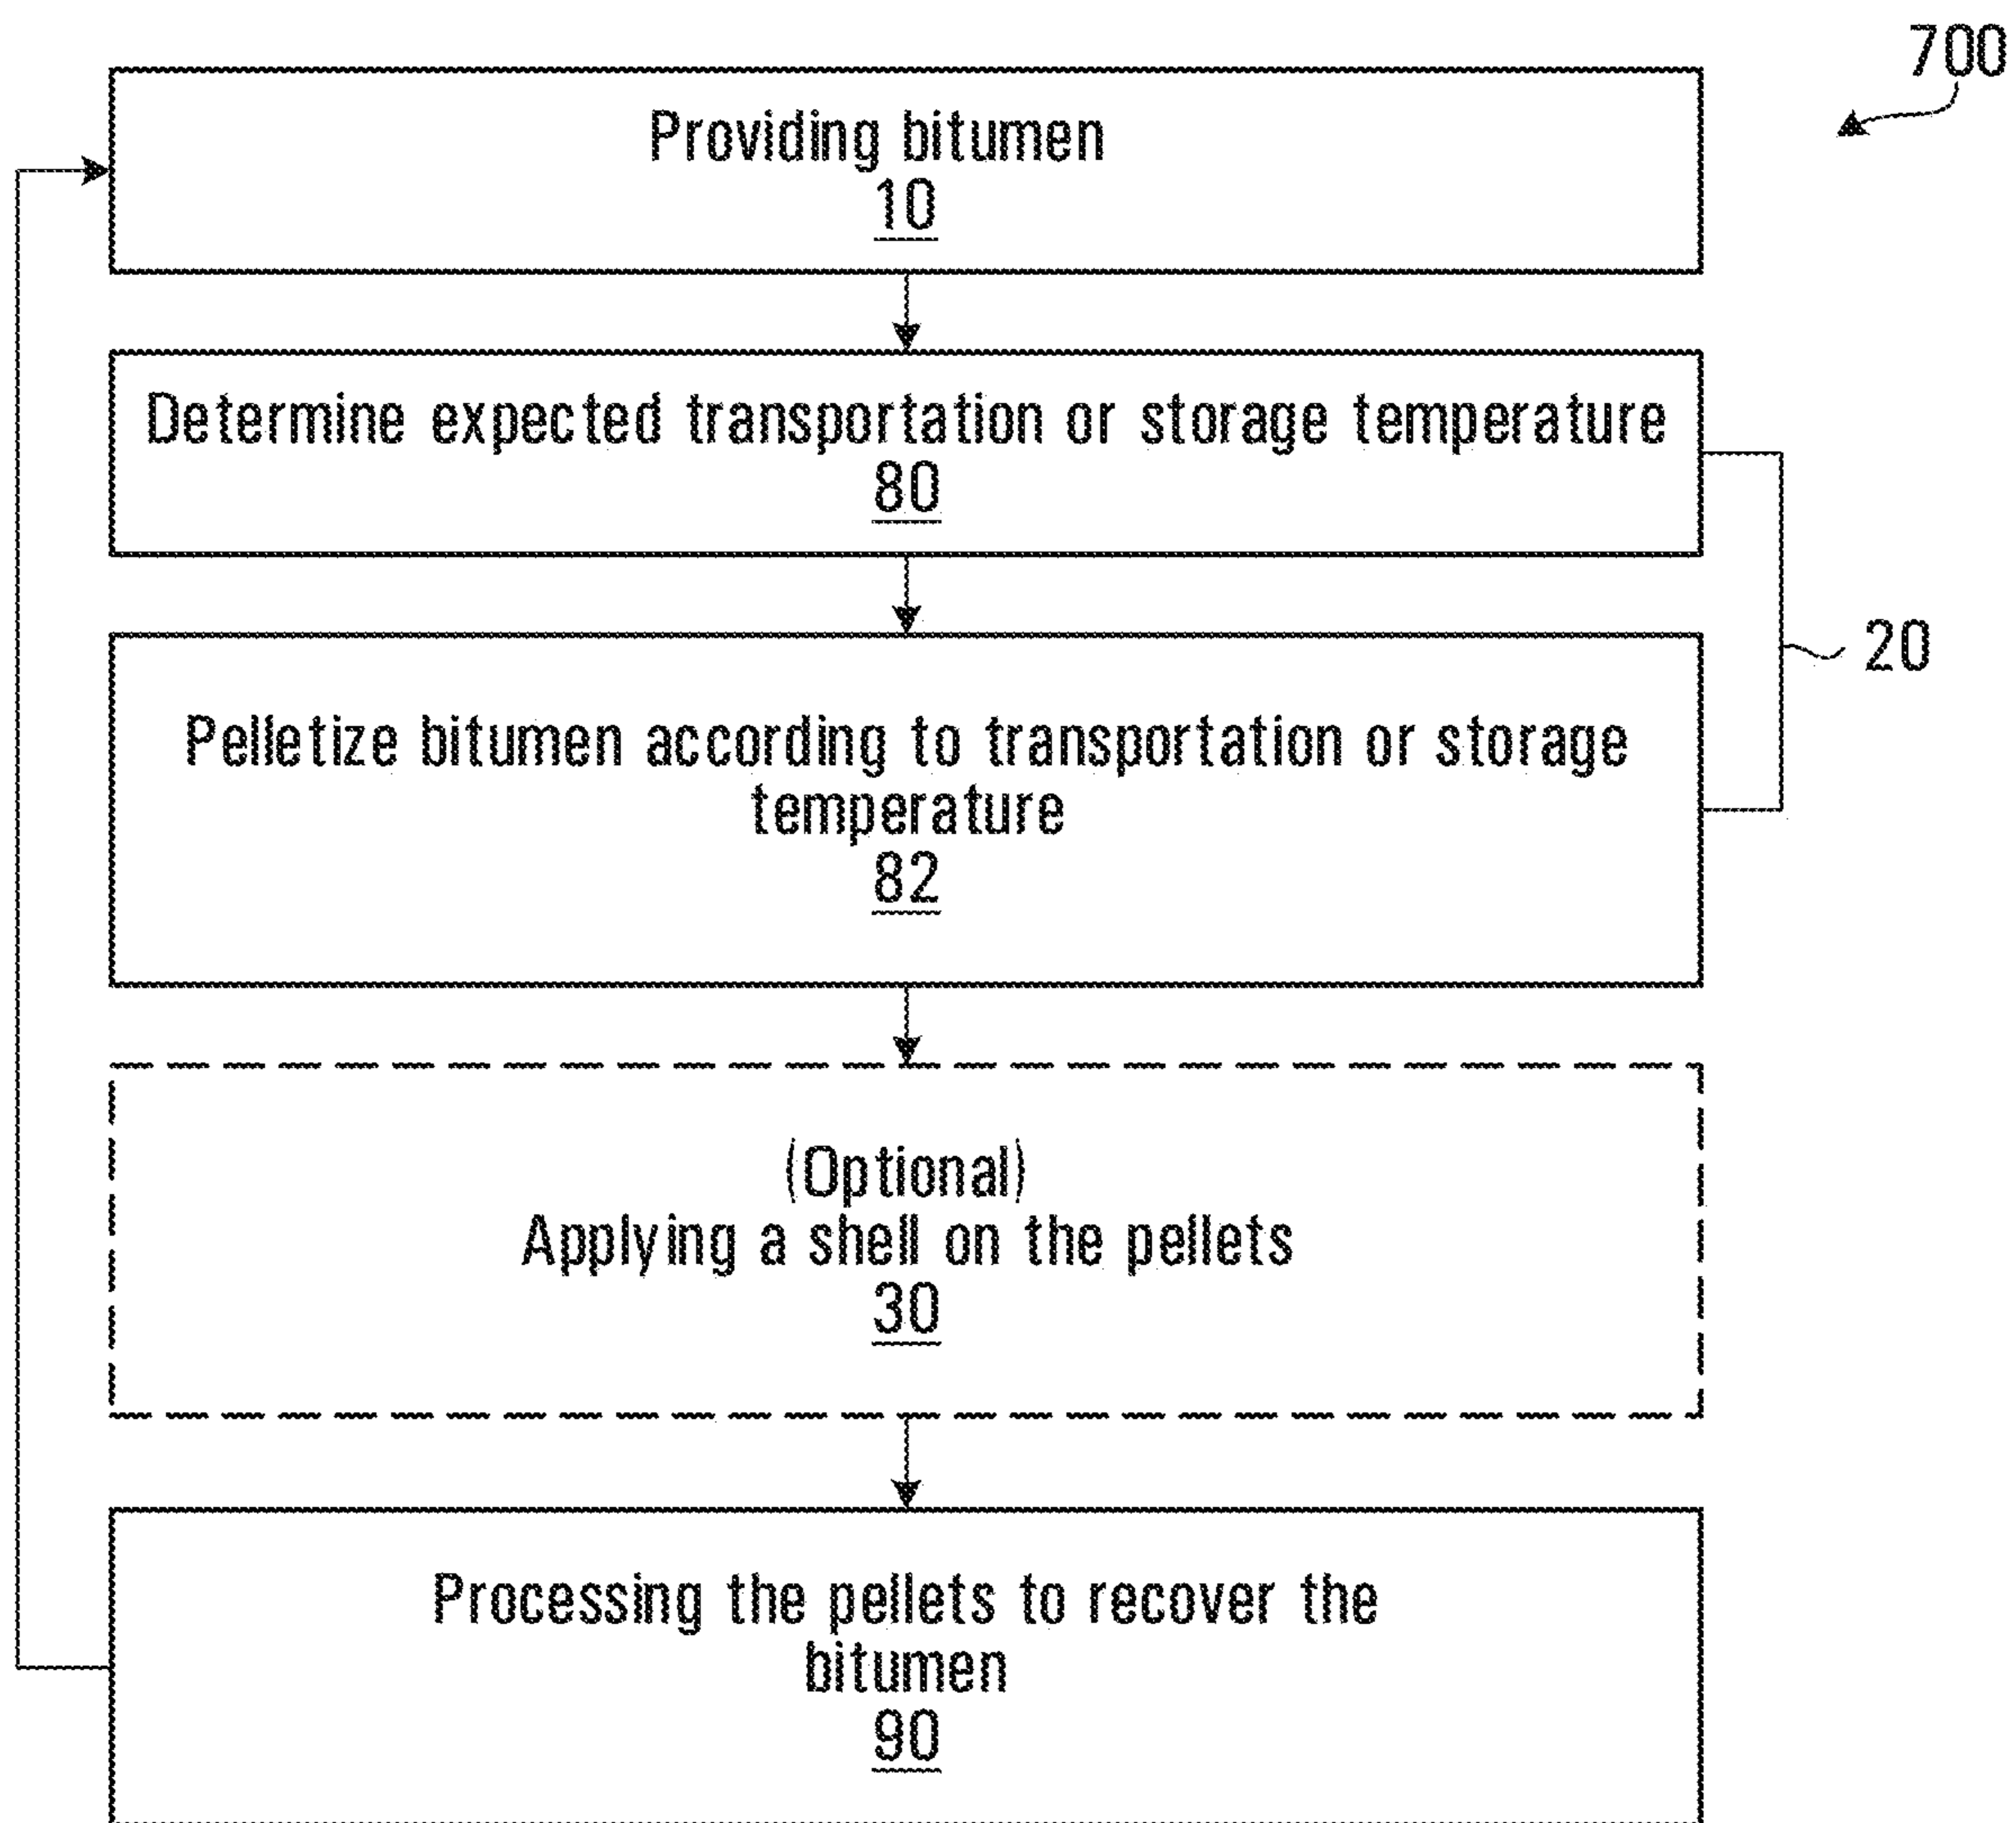 700
Providing bitumen
10
Determine expected transportation or storage temperature
80
20
Pelletize bitumen according to transportation or storage
temperature
82
(Optional)
Applying a shell on the pellets
30
Processing the pellets to recover the
bitumen
90